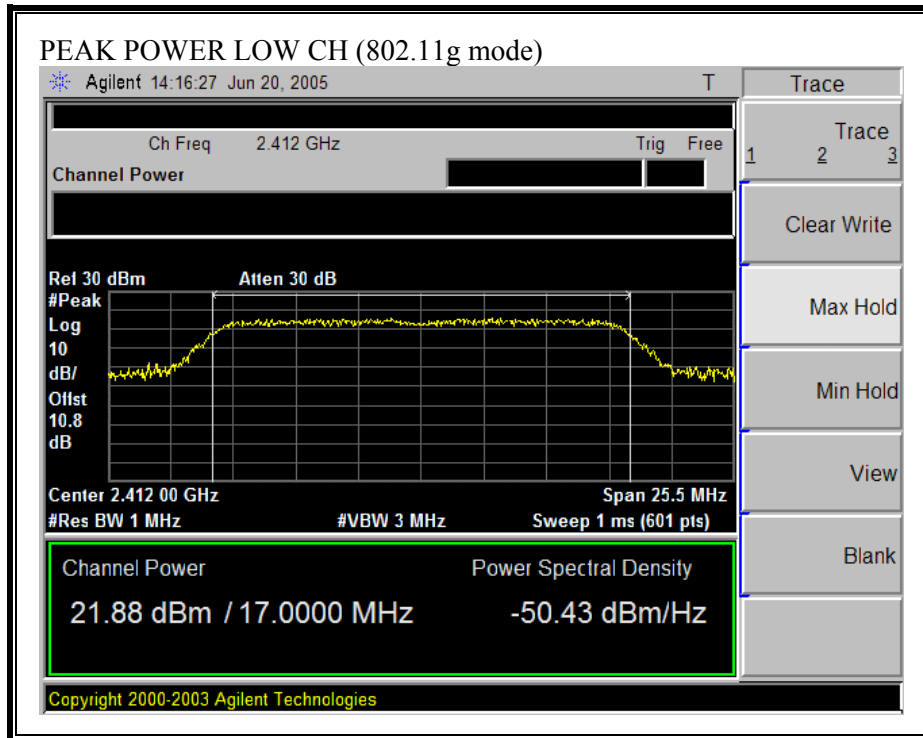 PEAK POWER LOW CH (802.11g mode)
Agilent 14:16:27 Jun 20, 2005 T Trace
Ch Freq 2.412 GHz Trig Free
Channel Power
Trace
1 2 3
Clear Write
Ref 30 dBm Atten 30 dB
#Peak
Log
10
dB/
Offst
10.8
dB
Max Hold
Min Hold
View
Center 2.412 00 GHz Span 25.5 MHz
#Res BW 1 MHz #VBW 3 MHz Sweep 1 ms (601 pts)
Blank
Channel Power Power Spectral Density
21.88 dBm / 17.0000 MHz -50.43 dBm/Hz
Copyright 2000-2003 Agilent Technologies